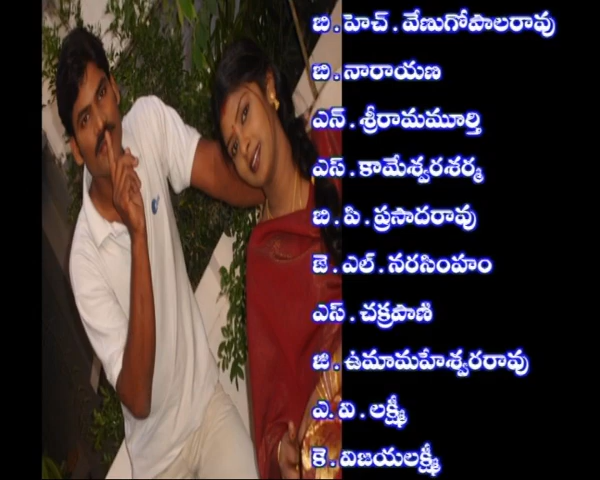 బి.హెచ్.వేణుగోపాలరావు
బి.నారాయణ
ఎన్.శ్రీరామమూర్తి
ఎస్.కామేశ్వరశర్మ
బి.పి.ప్రసాదరావు
జె.ఎల్.నరసింహం
ఎస్.చక్రపాణి
జి.ఉమామహేశ్వరరావు
ఎ.వి.లక్ష్మీ
కె.విజయలక్ష్మీ